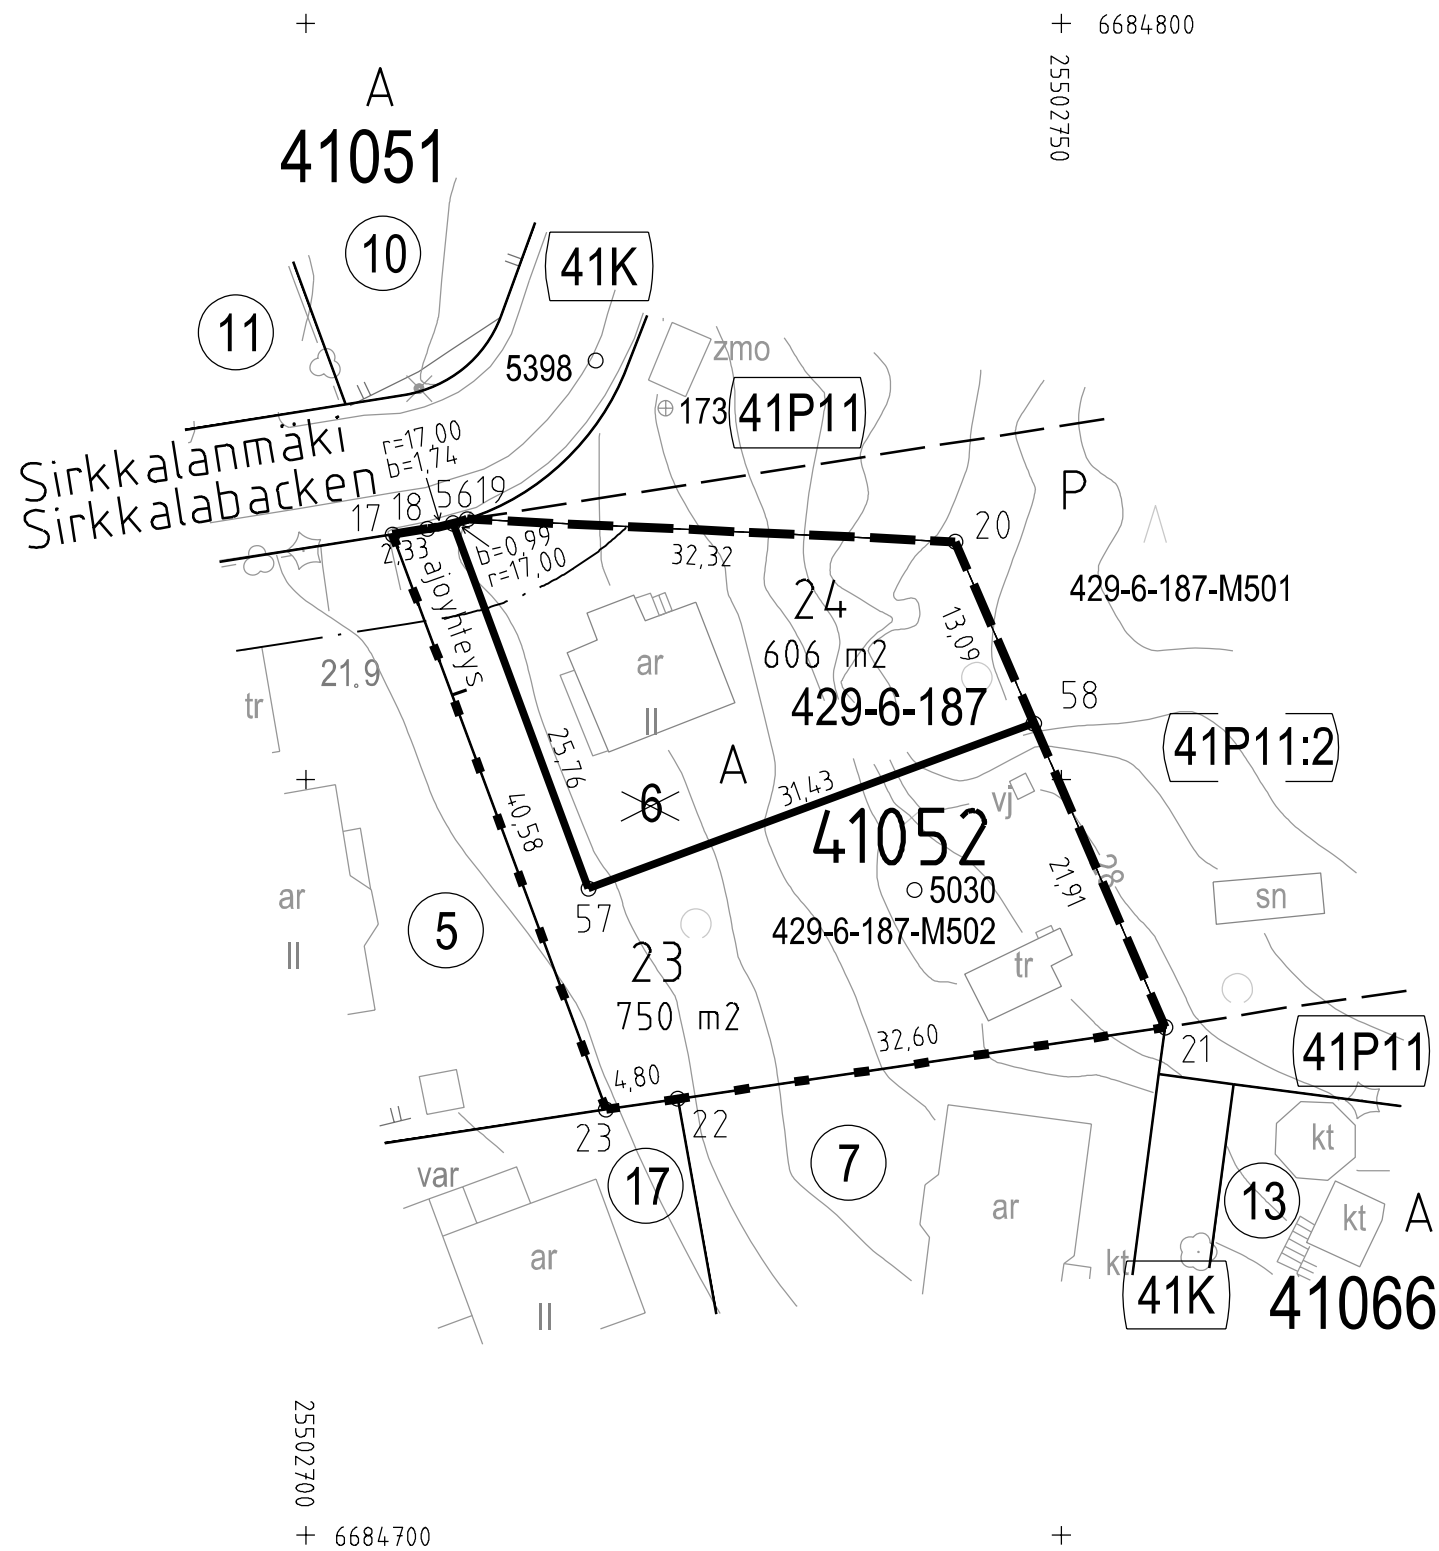 6684800
25502750
A
41051
10
41K
11
zmo
5398
173
41P11
r=17,00
b=1,74
Sirkkalanmäki
Sirkkalabacken
P
17
18
56
19
20
2,33
b=0,99
r=17,00
32,32
ajoyhteys
24
429-6-187-M501
13,09
606 m2
ar
II
21.9
tr
429-6-187
58
25,76
A
41P11:2
6
31,43
vj
40,58
41052
28
21,91
ar
II
5
57
5030
sn
429-6-187-M502
23
tr
750 m2
32,60
21
41P11
4,80
23
22
kt
var
17
7
13
ar
kt
A
ar
II
kt
41K
41066
25502700
6684700